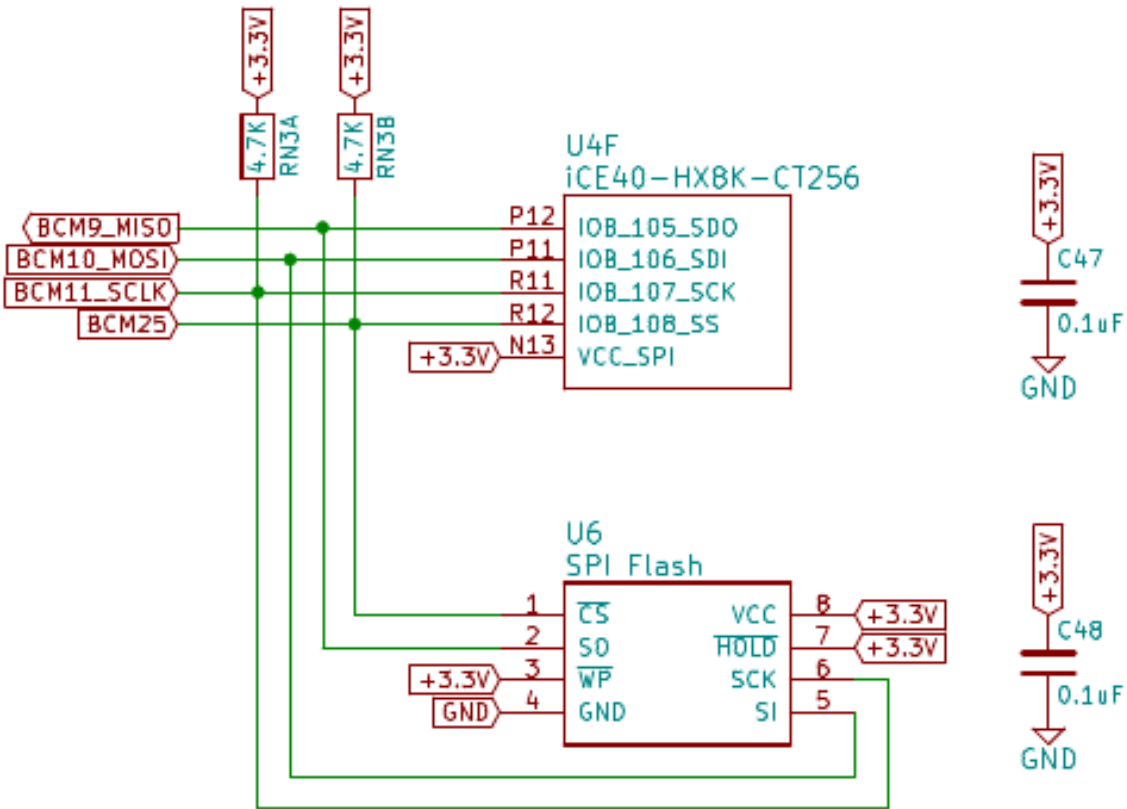 +3.3V
+3.3V
4.7K
RN3A
4.7K
RN3B
U4F
iCE40-HX8K-CT256
BCM9_MISO
P12
IOB_105_SDO
BCM10_MOSI
P11
IOB_106_SDI
BCM11_SCLK
R11
IOB_107_SCK
BCM25
R12
IOB_108_SS
+3.3V
N13
VCC_SPI
+3.3V
C47
0.1uF
GND
U6
SPI Flash
1
CS
VCC
8
+3.3V
2
SO
HOLD
7
+3.3V
+3.3V
3
WP
SCK
6
GND
4
GND
SI
5
+3.3V
C48
0.1uF
GND